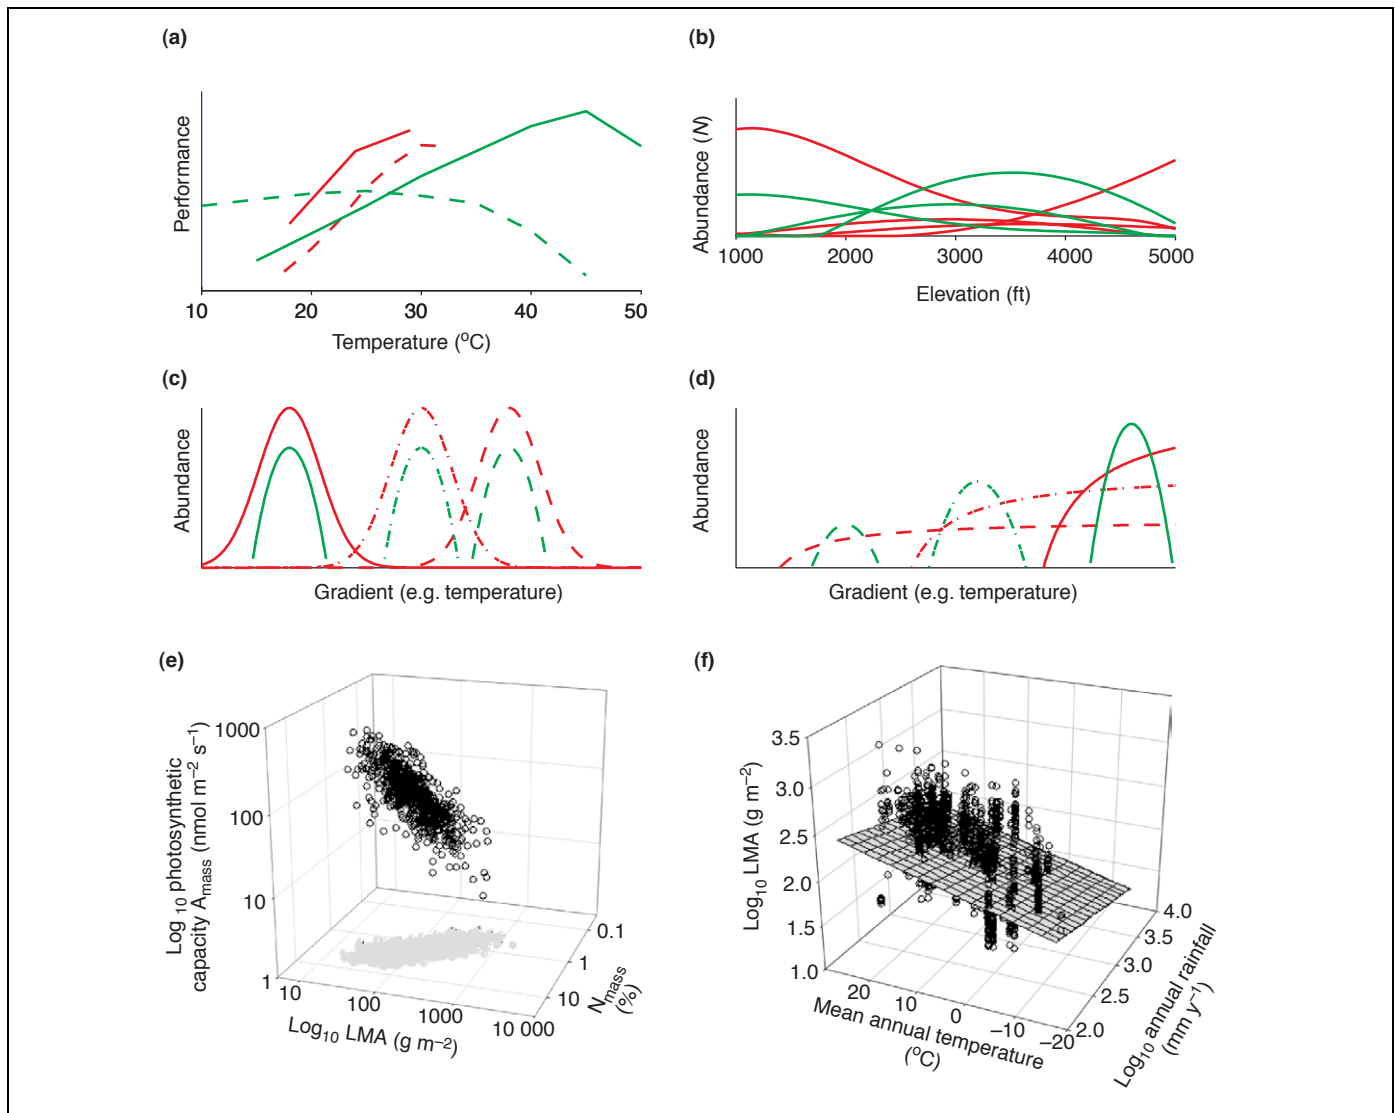 (a)
Performance
10 20 30 40 50
Temperature (°C)
(b)
Abundance (N)
1000 2000 3000 4000 5000
Elevation (ft)
(c)
Abundance
Gradient (e.g. temperature)
(d)
Abundance
Gradient (e.g. temperature)
(e)
Log 10 photosynthetic
capacity Amass (nmol m–2 s–1)
1000
100
10
1
10
100
1000
10 000
Log10 LMA (g m–2)
0.1
1
10
Nmass
(%)
(f)
Log10 LMA (g m–2)
3.5
3.0
2.5
2.0
1.5
1.0
20
10
0
–10
–20
Mean annual temperature
(°C)
4.0
3.5
3.0
2.5
2.0
Log10 annual rainfall
(mm y–1)